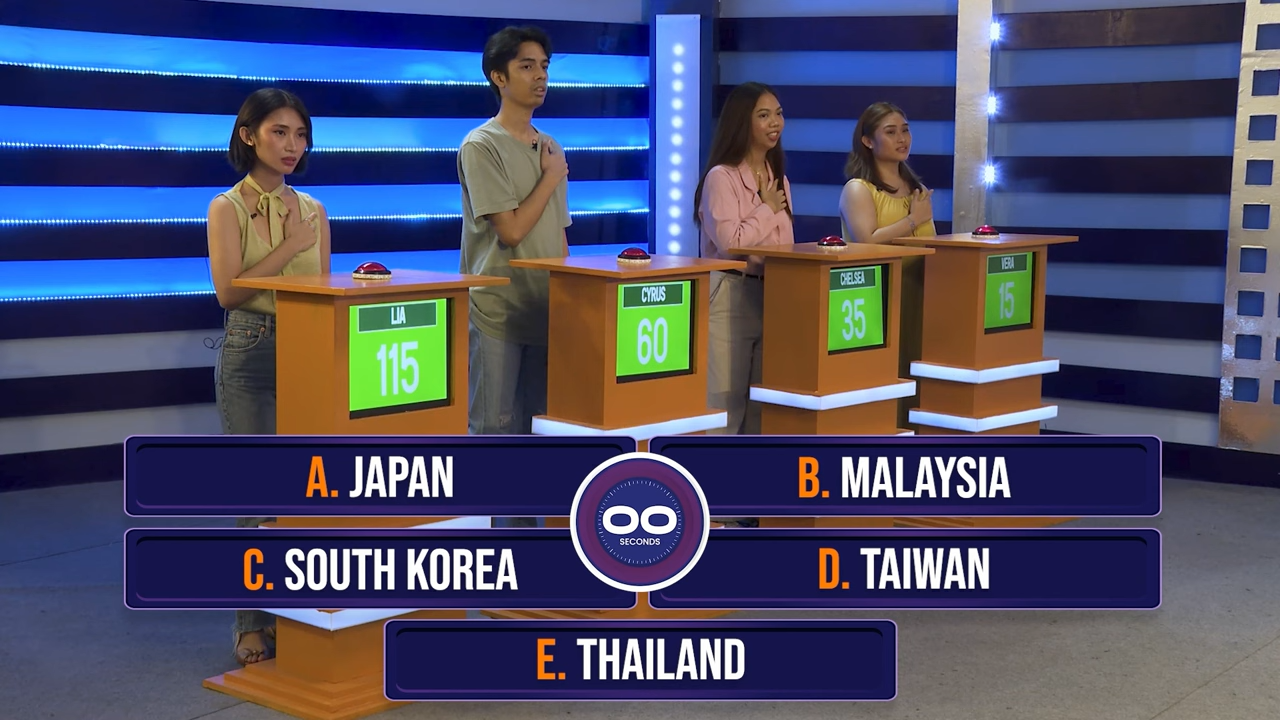 LIA
115
CYRUS
60
CHELSEA
35
VERA
15
A. JAPAN
B. MALAYSIA
00
SECONDS
C. SOUTH KOREA
D. TAIWAN
E. THAILAND